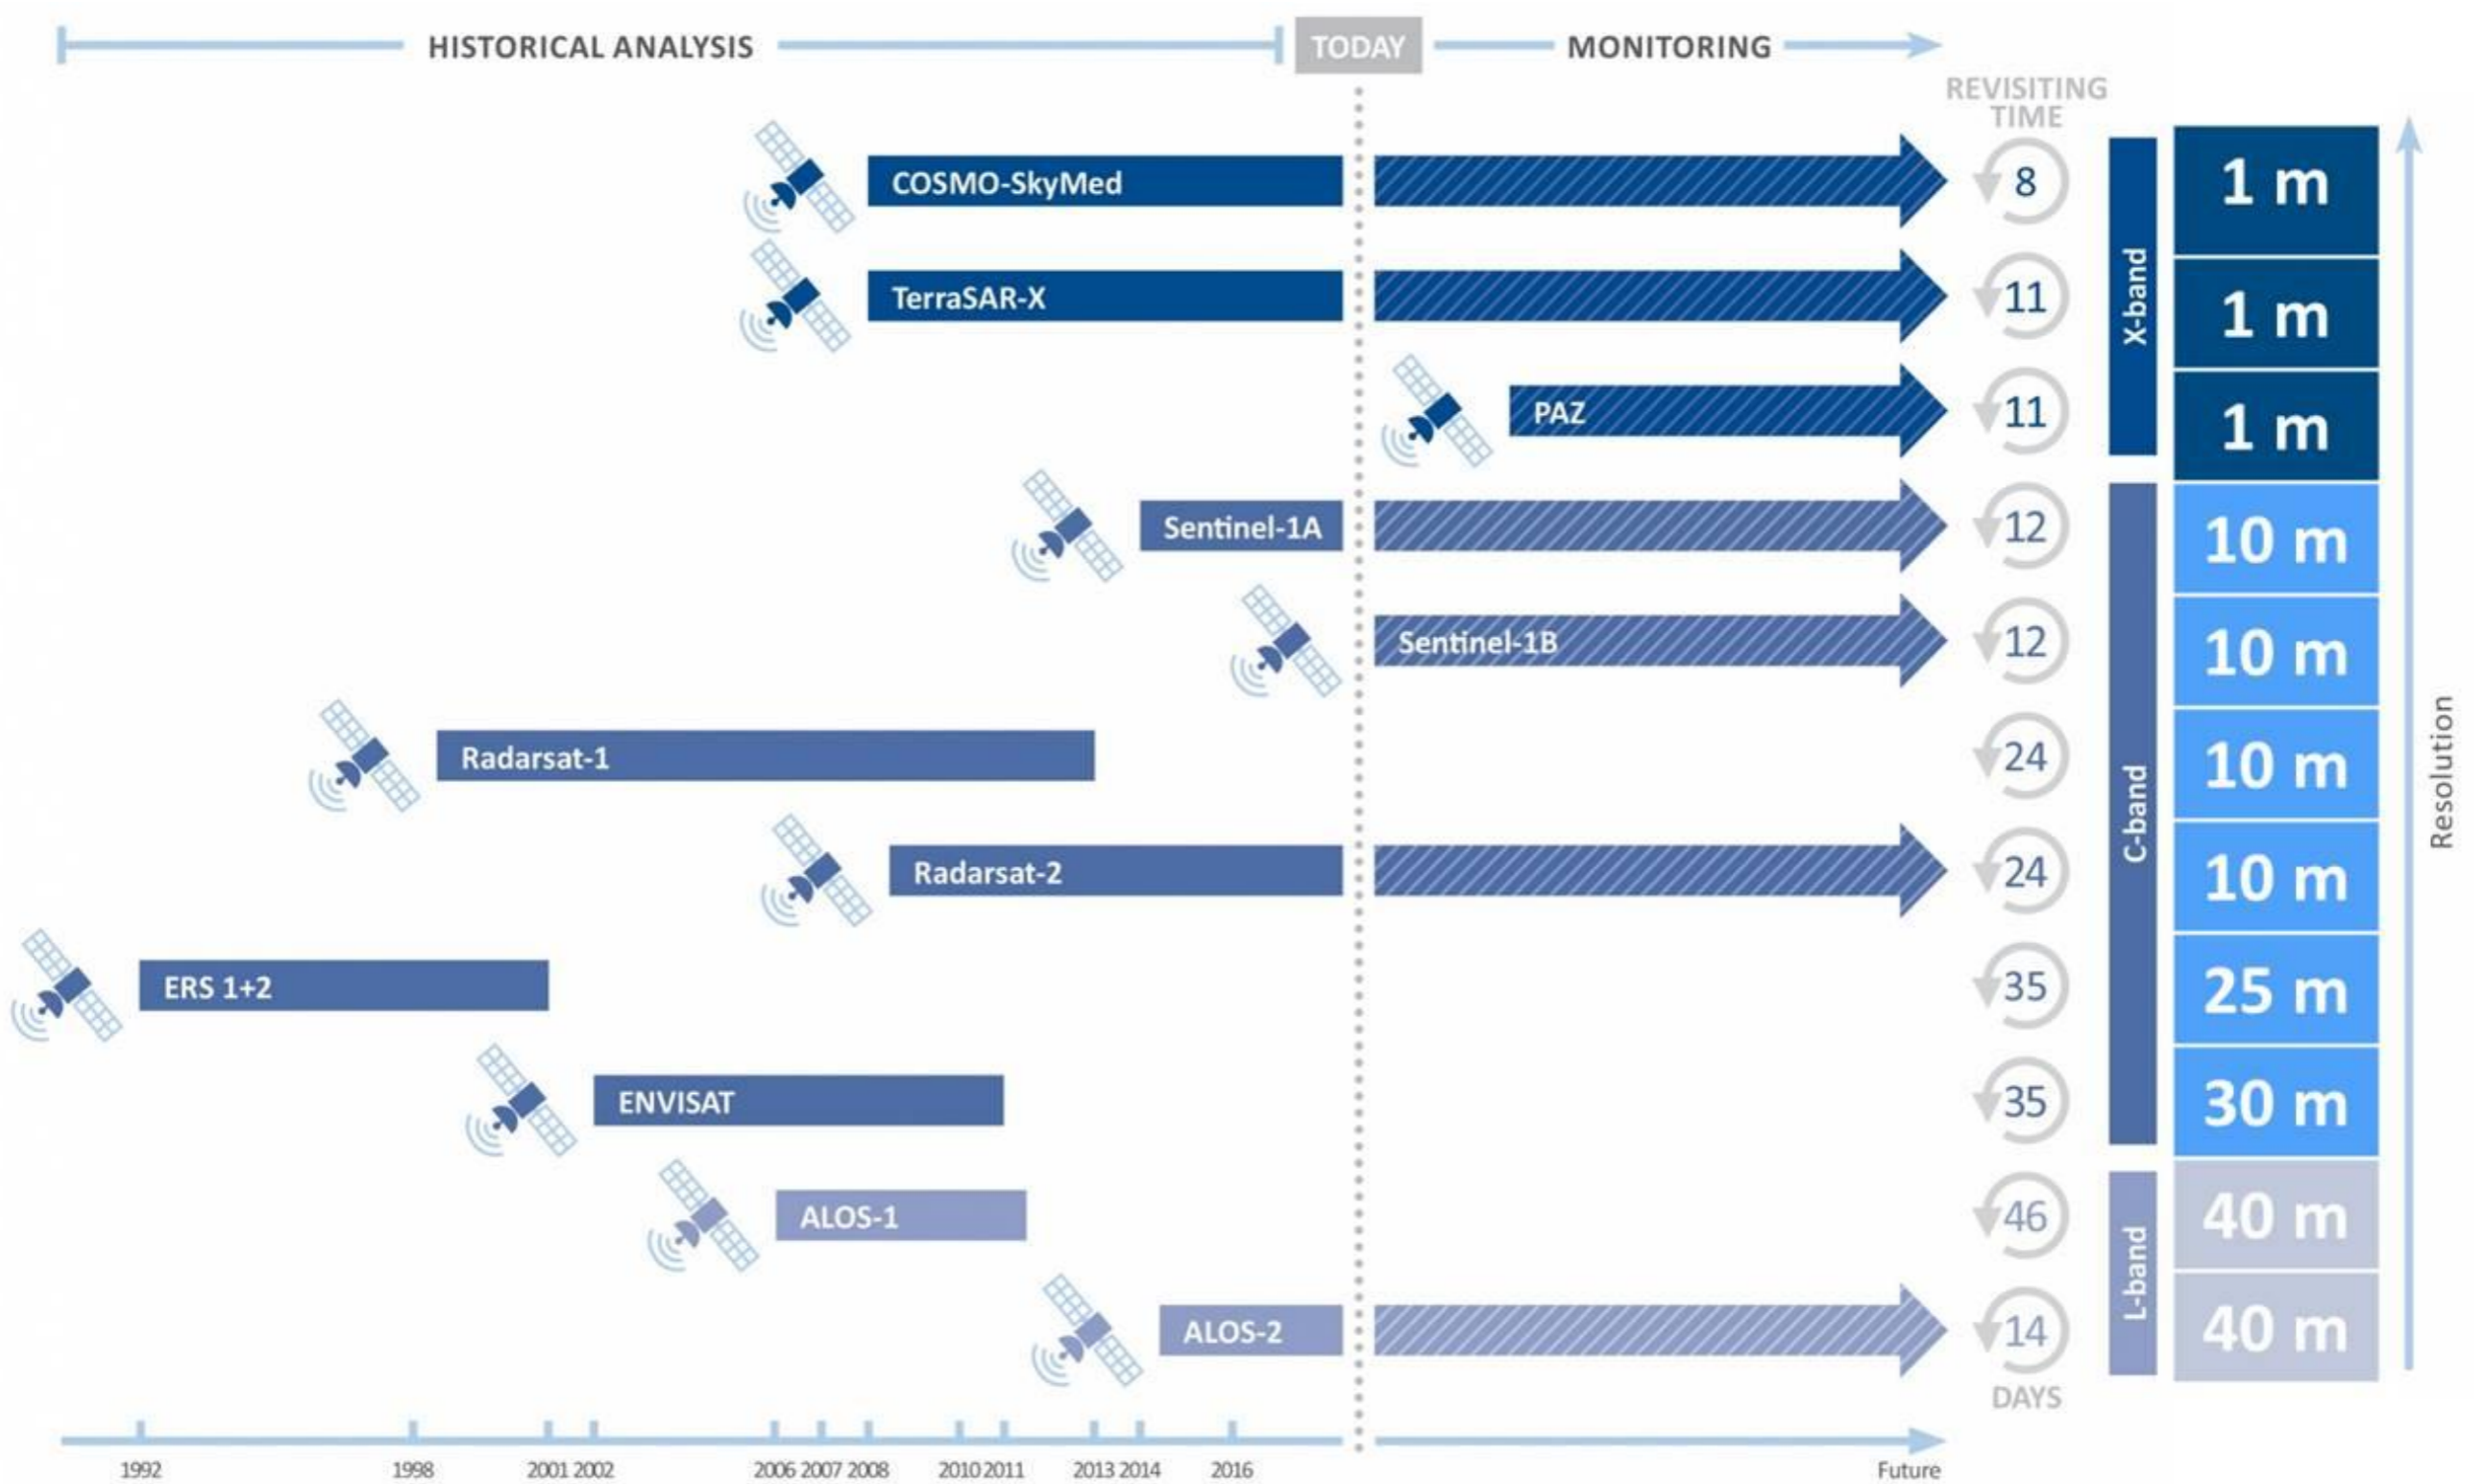 HISTORICAL ANALYSIS
TODAY
MONITORING
REVISITING
TIME
COSMO-SkyMed
8
1 m
TerraSAR-X
11
1 m
X-band
PAZ
11
1 m
Sentinel-1A
12
10 m
Sentinel-1B
12
10 m
Radarsat-1
24
10 m
C-band
Resolution
Radarsat-2
24
10 m
ERS 1+2
35
25 m
ENVISAT
35
30 m
ALOS-1
46
40 m
L-band
ALOS-2
14
40 m
DAYS
1992 1998 2001 2002 2006 2007 2008 2010 2011 2013 2014 2016 Future